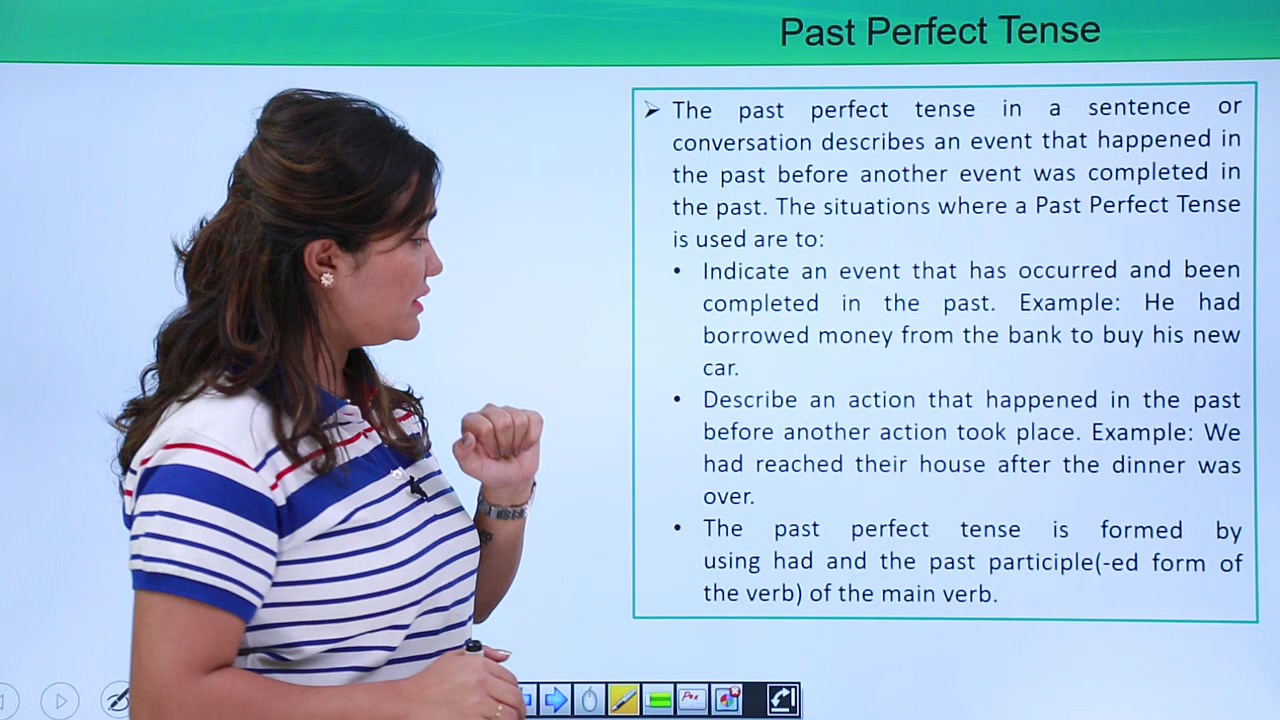 Past Perfect Tense
➢ The past perfect tense in a sentence or
conversation describes an event that happened in
the past before another event was completed in
the past. The situations where a Past Perfect Tense
is used are to:
• Indicate an event that has occurred and been
completed in the past. Example: He had
borrowed money from the bank to buy his new
car.
• Describe an action that happened in the past
before another action took place. Example: We
had reached their house after the dinner was
over.
• The past perfect tense is formed by
using had and the past participle(-ed form of
the verb) of the main verb.
Pex